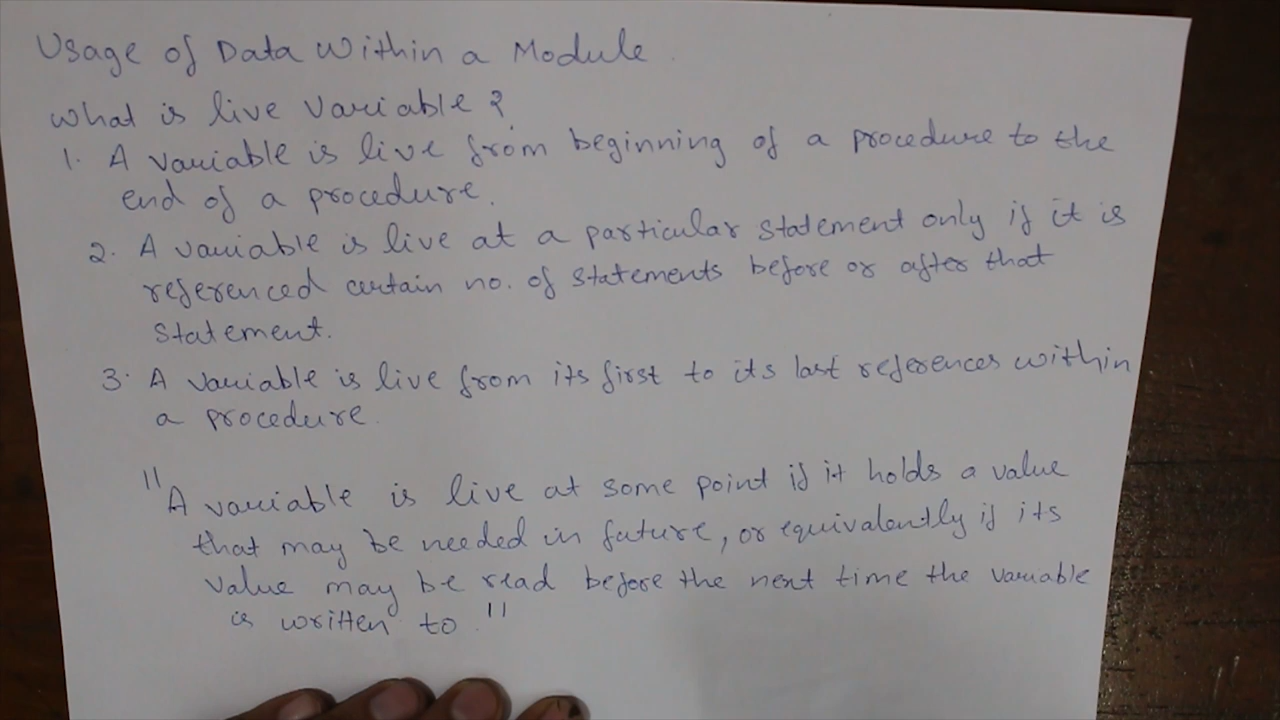 Usage of Data Within a Module.
What is live variable?
1. A variable is live from beginning of a procedure to the
end of a procedure.
2. A variable is live at a particular statement only if it is
referenced certain no. of statements before or after that
statement.
3. A variable is live from its first to its last references within
a procedure.
"A variable is live at some point if it holds a value
that may be needed in future, or equivalently if its
value may be read before the next time the variable
is written to."